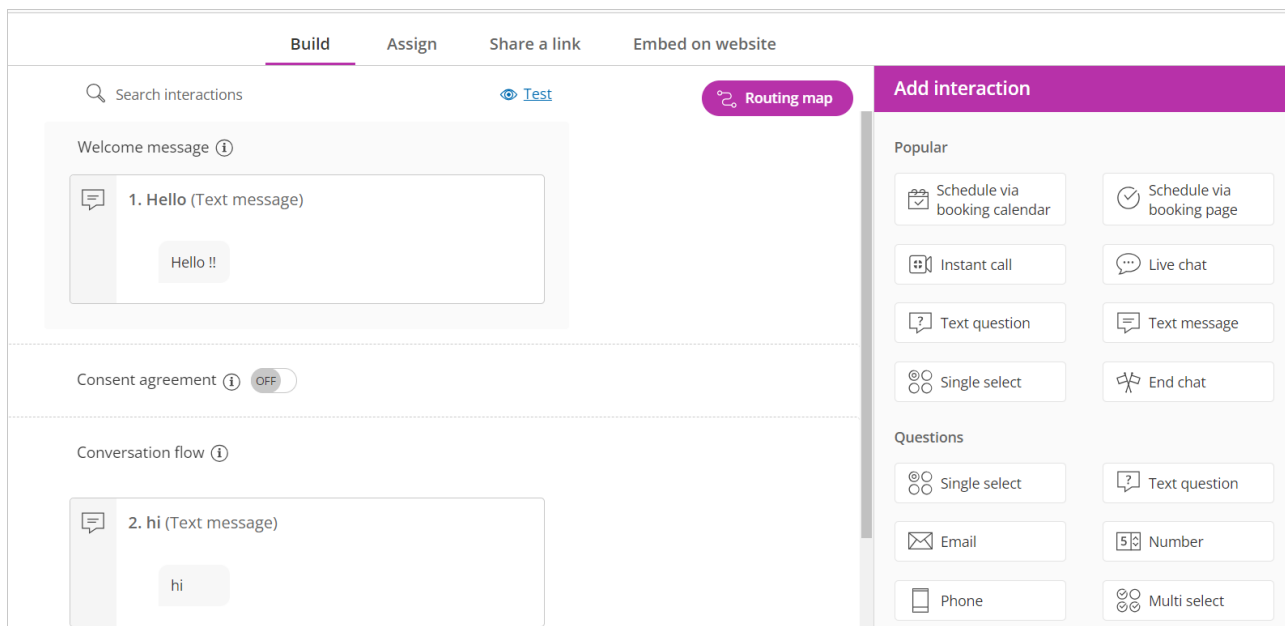 Build Assign Share a link Embed on website
Search interactions
Test
Routing map
Welcome message
1. Hello (Text message)
Hello !!
Consent agreement
OFF
Conversation flow
2. hi (Text message)
hi
Add interaction
Popular
Schedule via
booking calendar
Schedule via
booking page
Instant call
Live chat
Text question
Text message
Single select
End chat
Questions
Single select
Text question
Email
5
Number
Phone
Multi select